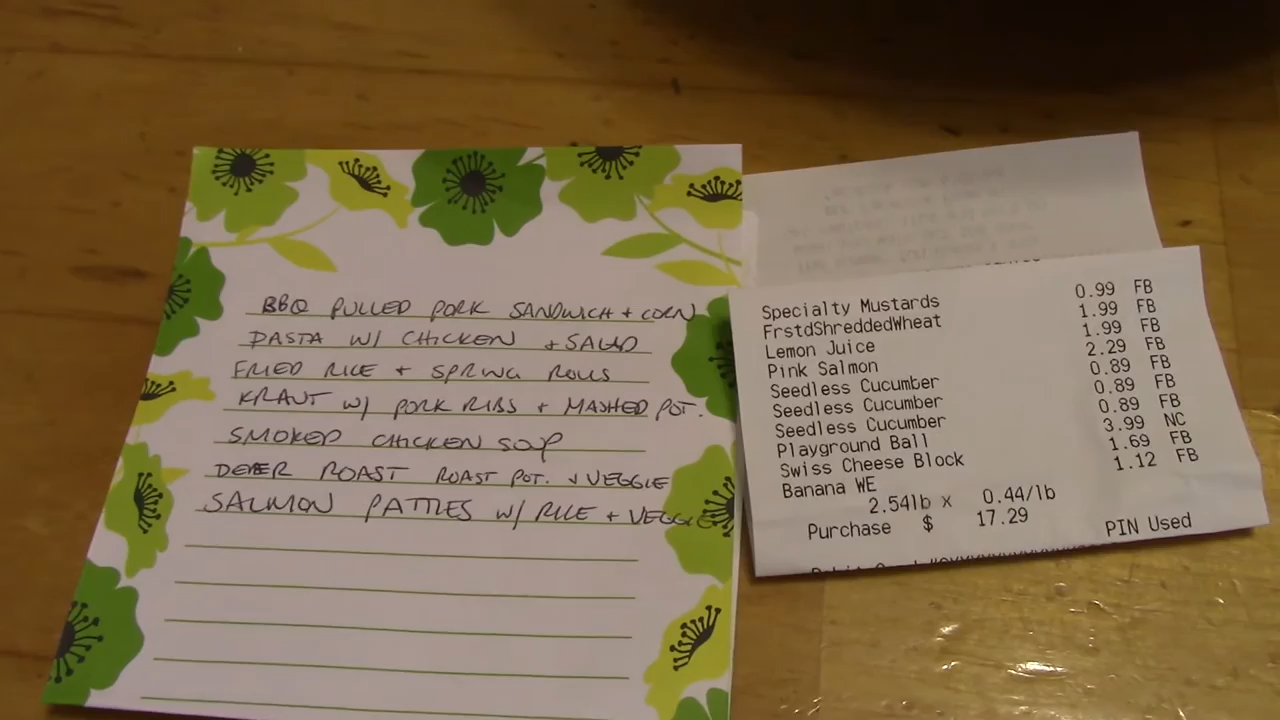 BBQ PULLED PORK SANDWICH + CORN
PASTA W/ CHICKEN + SALAD
FRIED RICE + SPRING ROLLS
KRAUT W/ PORK RIBS + MASHED POT.
SMOKED CHICKEN SOUP
DEER ROAST ROAST POT. + VEGGIE
SALMON PATTIES W/ RICE + VEGGIE
Specialty Mustards 0.99 FB
FrstdShreddedWheat 1.99 FB
Lemon Juice 1.99 FB
Pink Salmon 2.29 FB
Seedless Cucumber 0.89 FB
Seedless Cucumber 0.89 FB
Seedless Cucumber 0.89 FB
Playground Ball 3.99 NC
Swiss Cheese Block 1.69 FB
Banana WE 1.12 FB
2.54lb x 0.44/lb
Purchase $ 17.29 PIN Used